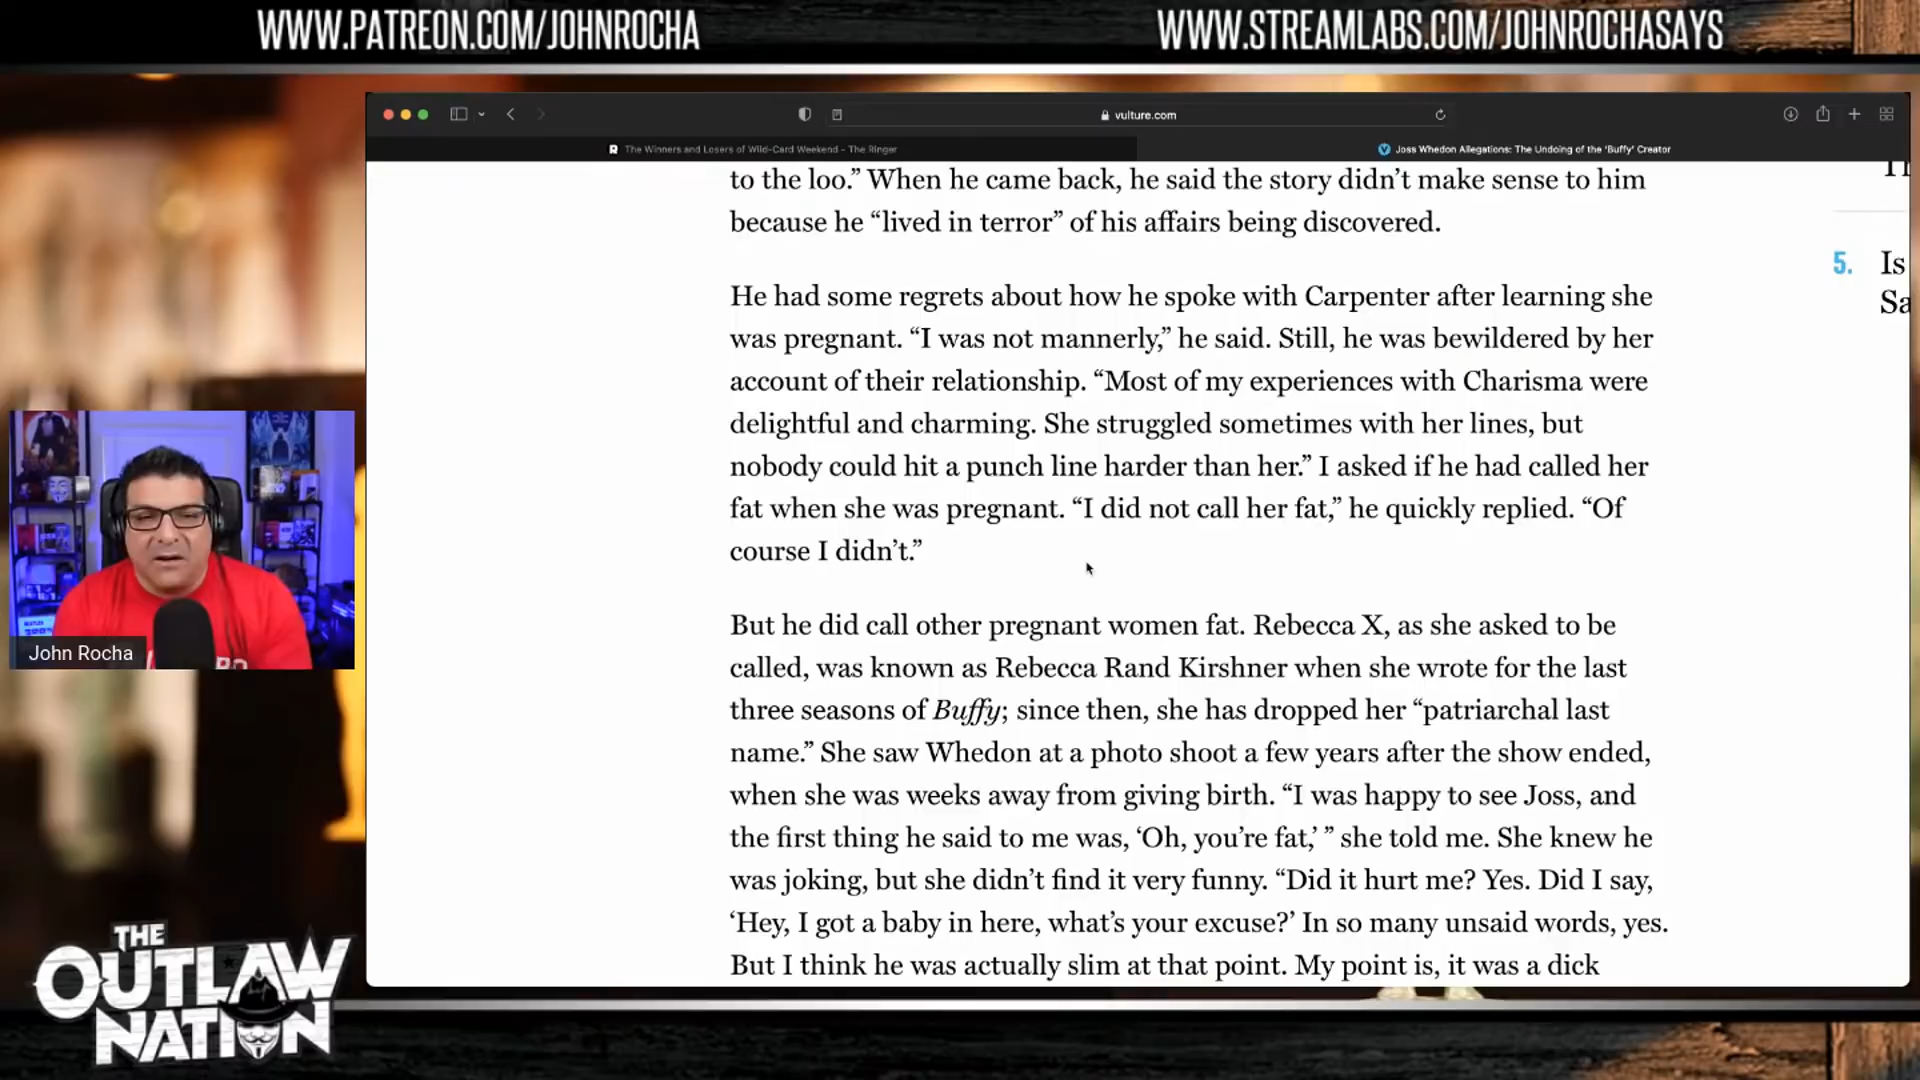 WWW.PATREON.COM/JOHNROCHA
WWW.STREAMLABS.COM/JOHNROCHASAYS
vulture.com
The Winners and Losers of Wild-Card Weekend - The Ringer
Joss Whedon Allegations: The Undoing of the ‘Buffy’ Creator
to the loo.” When he came back, he said the story didn’t make sense to him
because he “lived in terror” of his affairs being discovered.
He had some regrets about how he spoke with Carpenter after learning she
was pregnant. “I was not mannerly,” he said. Still, he was bewildered by her
account of their relationship. “Most of my experiences with Charisma were
delightful and charming. She struggled sometimes with her lines, but
nobody could hit a punch line harder than her.” I asked if he had called her
fat when she was pregnant. “I did not call her fat,” he quickly replied. “Of
course I didn’t.”
But he did call other pregnant women fat. Rebecca X, as she asked to be
called, was known as Rebecca Rand Kirshner when she wrote for the last
three seasons of Buffy; since then, she has dropped her “patriarchal last
name.” She saw Whedon at a photo shoot a few years after the show ended,
when she was weeks away from giving birth. “I was happy to see Joss, and
the first thing he said to me was, ‘Oh, you’re fat,’ ” she told me. She knew he
was joking, but she didn’t find it very funny. “Did it hurt me? Yes. Did I say,
‘Hey, I got a baby in here, what’s your excuse?’ In so many unsaid words, yes.
But I think he was actually slim at that point. My point is, it was a dick
5. Is
Sa
John Rocha
THE
OUTLAW
NATION